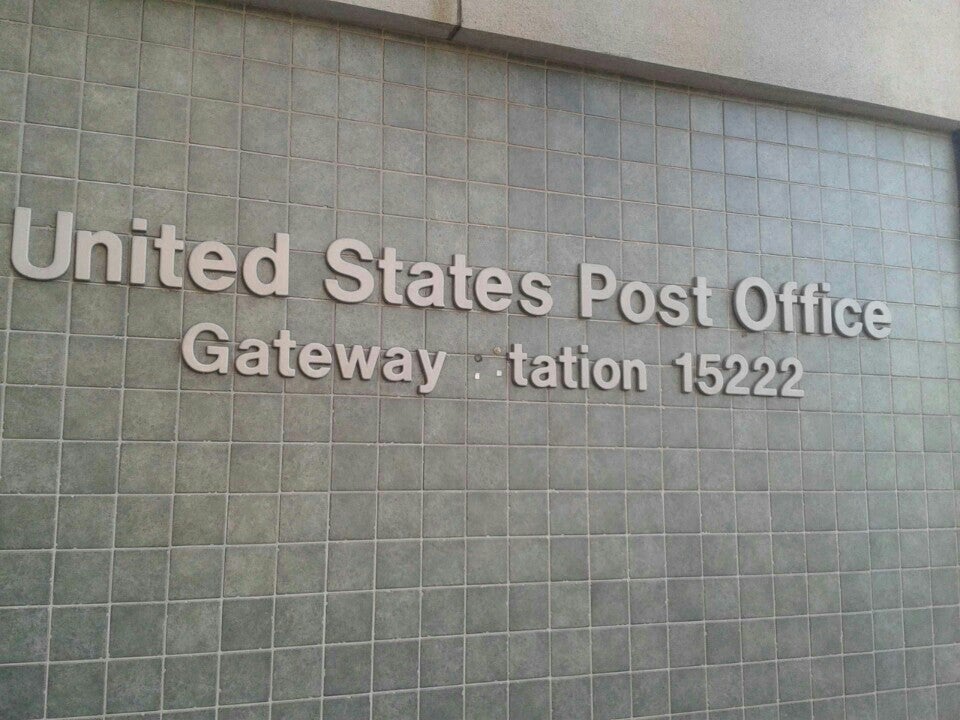 United States Post Office
Gateway tation 15222